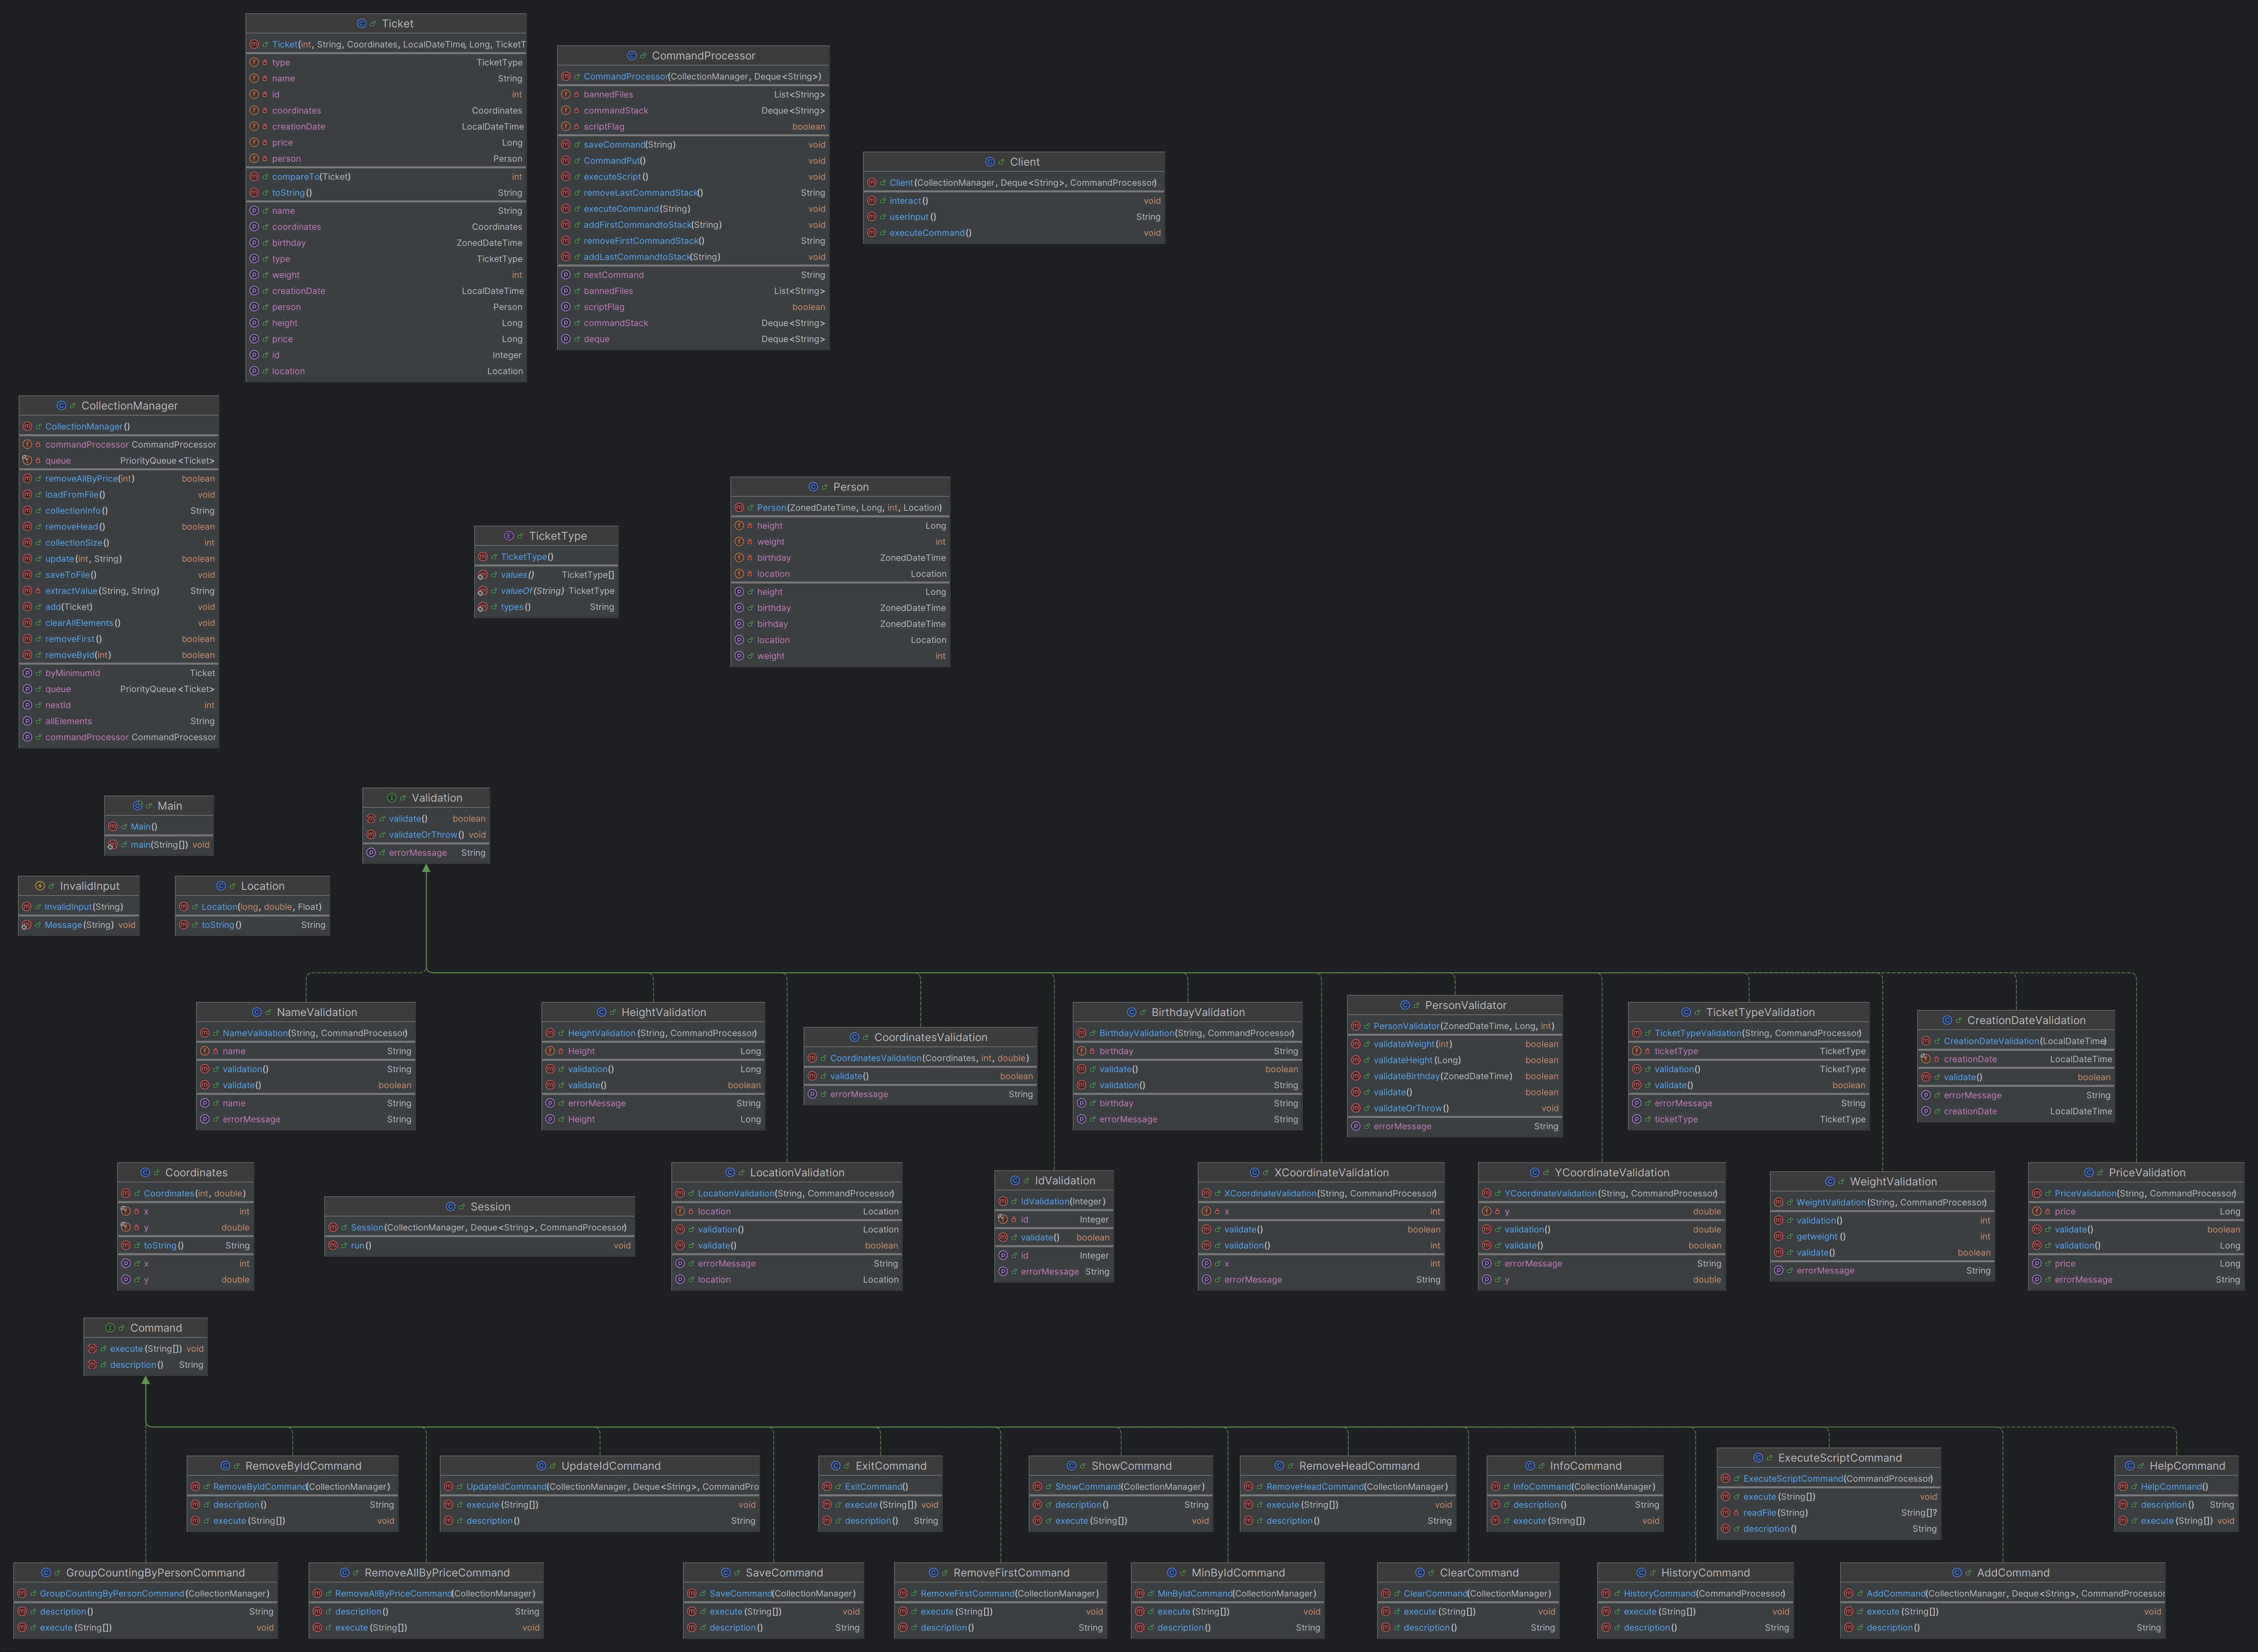 Ticket
Ticket(int, String, Coordinates, LocalDateTime, Long, TicketT
type TicketType
name String
id int
coordinates Coordinates
creationDate LocalDateTime
price Long
person Person
compareTo(Ticket) int
toString() String
name String
coordinates Coordinates
birthday ZonedDateTime
type TicketType
weight int
creationDate LocalDateTime
person Person
height Long
price Long
id Integer
location Location
CommandProcessor
CommandProcessor(CollectionManager, Deque<String>)
bannedFiles List<String>
commandStack Deque<String>
scriptFlag boolean
saveCommand(String) void
CommandPut() void
executeScript() void
removeLastCommandStack() String
executeCommand(String) void
addFirstCommandtoStack(String) void
removeFirstCommandStack() String
addLastCommandtoStack(String) void
nextCommand String
bannedFiles List<String>
scriptFlag boolean
commandStack Deque<String>
deque Deque<String>
Client
Client(CollectionManager, Deque<String>, CommandProcessor)
interact() void
userInput() String
executeCommand() void
CollectionManager
CollectionManager()
commandProcessor CommandProcessor
queue PriorityQueue<Ticket>
removeAllByPrice(int) boolean
loadFromFile() void
collectionInfo() String
removeHead() boolean
collectionSize() int
update(int, String) boolean
saveToFile() void
extractValue(String, String) String
add(Ticket) void
clearAllElements() void
removeFirst() boolean
removeById(int) boolean
byMinimumId Ticket
queue PriorityQueue<Ticket>
nextId int
allElements String
commandProcessor CommandProcessor
TicketType
TicketType()
values() TicketType[]
valueOf(String) TicketType
types() String
Person
Person(ZonedDateTime, Long, int, Location)
height Long
weight int
birthday ZonedDateTime
location Location
height Long
birthday ZonedDateTime
birhday ZonedDateTime
location Location
weight int
Main
Main()
main(String[]) void
Validation
validate() boolean
validateOrThrow() void
errorMessage String
InvalidInput
InvalidInput(String)
Message(String) void
Location
Location(long, double, Float)
toString() String
NameValidation
NameValidation(String, CommandProcessor)
name String
validation() String
validate() boolean
name String
errorMessage String
HeightValidation
HeightValidation(String, CommandProcessor)
Height Long
validation() Long
validate() boolean
errorMessage String
Height Long
CoordinatesValidation
CoordinatesValidation(Coordinates, int, double)
validate() boolean
errorMessage String
BirthdayValidation
BirthdayValidation(String, CommandProcessor)
birthday String
validate() boolean
validation() String
birthday String
errorMessage String
PersonValidator
PersonValidator(ZonedDateTime, Long, int)
validateWeight(int) boolean
validateHeight(Long) boolean
validateBirthday(ZonedDateTime) boolean
validate() boolean
validateOrThrow() void
errorMessage String
TicketTypeValidation
TicketTypeValidation(String, CommandProcessor)
ticketType TicketType
validation() TicketType
validate() boolean
errorMessage String
ticketType TicketType
CreationDateValidation
CreationDateValidation(LocalDateTime)
creationDate LocalDateTime
validate() boolean
errorMessage String
creationDate LocalDateTime
Coordinates
Coordinates(int, double)
x int
y double
toString() String
x int
y double
Session
Session(CollectionManager, Deque<String>, CommandProcessor)
run() void
LocationValidation
LocationValidation(String, CommandProcessor)
location Location
validation() Location
validate() boolean
errorMessage String
location Location
IdValidation
IdValidation(Integer)
id Integer
validate() boolean
id Integer
errorMessage String
XCoordinateValidation
XCoordinateValidation(String, CommandProcessor)
x int
validate() boolean
validation() int
x int
errorMessage String
YCoordinateValidation
YCoordinateValidation(String, CommandProcessor)
y double
validation() double
validate() boolean
errorMessage String
y double
WeightValidation
WeightValidation(String, CommandProcessor)
validation() int
getweight() int
validate() boolean
errorMessage String
PriceValidation
PriceValidation(String, CommandProcessor)
price Long
validate() boolean
validation() Long
price Long
errorMessage String
Command
execute(String[]) void
description() String
RemoveByIdCommand
RemoveByIdCommand(CollectionManager)
description() String
execute(String[]) void
UpdateIdCommand
UpdateIdCommand(CollectionManager, Deque<String>, CommandPro
execute(String[]) void
description() String
ExitCommand
ExitCommand()
execute(String[]) void
description() String
ShowCommand
ShowCommand(CollectionManager)
description() String
execute(String[]) void
RemoveHeadCommand
RemoveHeadCommand(CollectionManager)
execute(String[]) void
description() String
InfoCommand
InfoCommand(CollectionManager)
description() String
execute(String[]) void
ExecuteScriptCommand
ExecuteScriptCommand(CommandProcessor)
execute(String[]) void
readFile(String) String[]?
description() String
HelpCommand
HelpCommand()
description() String
execute(String[]) void
GroupCountingByPersonCommand
GroupCountingByPersonCommand(CollectionManager)
description() String
execute(String[]) void
RemoveAllByPriceCommand
RemoveAllByPriceCommand(CollectionManager)
description() String
execute(String[]) void
SaveCommand
SaveCommand(CollectionManager)
execute(String[]) void
description() String
RemoveFirstCommand
RemoveFirstCommand(CollectionManager)
execute(String[]) void
description() String
MinByIdCommand
MinByIdCommand(CollectionManager)
execute(String[]) void
description() String
ClearCommand
ClearCommand(CollectionManager)
execute(String[]) void
description() String
HistoryCommand
HistoryCommand(CommandProcessor)
execute(String[]) void
description() String
AddCommand
AddCommand(CollectionManager, Deque<String>, CommandProcessor
execute(String[]) void
description() String